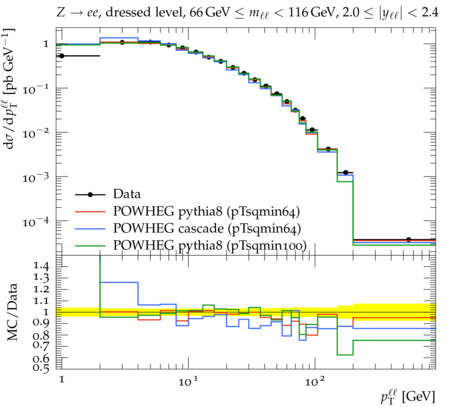 Z → ee, dressed level, 66 GeV ≤ mℓℓ < 116 GeV, 2.0 ≤ |yℓℓ| < 2.4
dσ/dpTℓℓ [pb GeV⁻¹]
1
10⁻¹
10⁻²
10⁻³
10⁻⁴
Data
POWHEG pythia8 (pTsqmin64)
POWHEG cascade (pTsqmin64)
POWHEG pythia8 (pTsqmin100)
MC/Data
1.4
1.3
1.2
1.1
1
0.9
0.8
0.7
0.6
0.5
1 10¹ 10²
pTℓℓ [GeV]